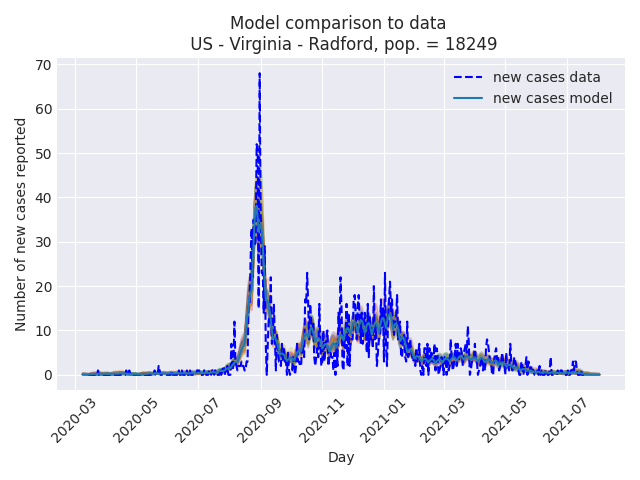 Model comparison to data
US - Virginia - Radford, pop. = 18249
new cases data
new cases model
Number of new cases reported
70
60
50
40
30
20
10
0
2020-03
2020-05
2020-07
2020-09
2020-11
2021-01
2021-03
2021-05
2021-07
Day